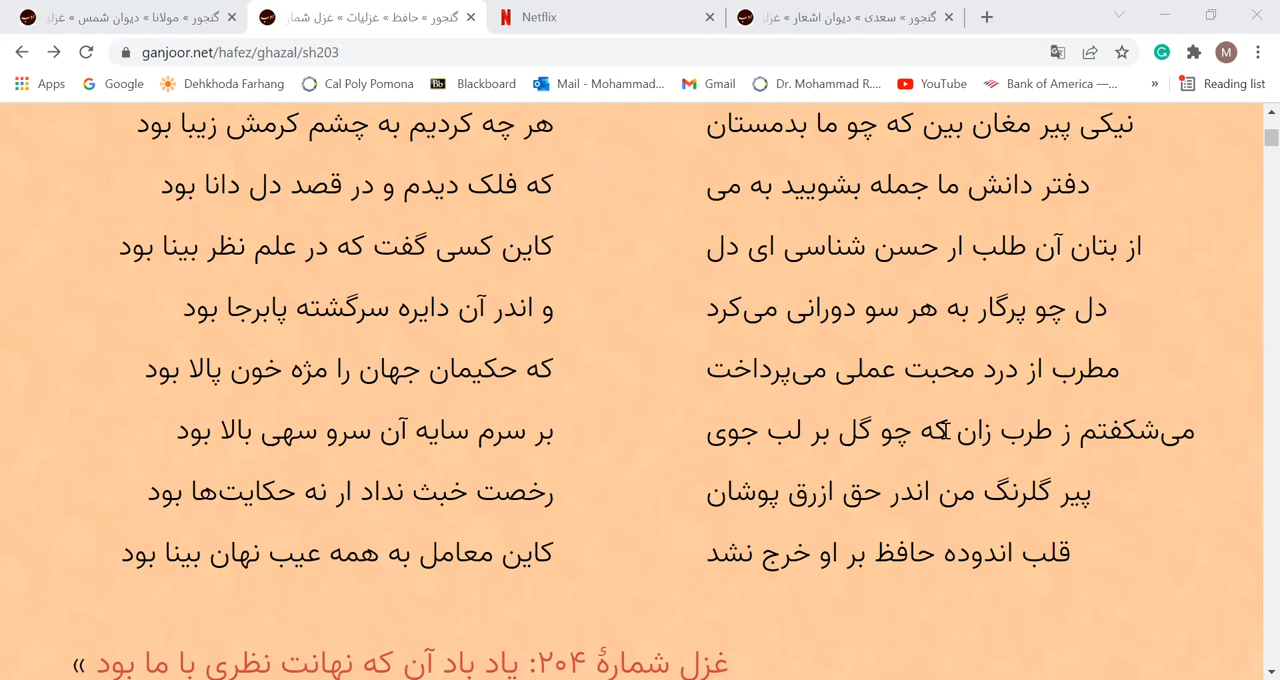 گنجور » مولانا » دیوان شمس » غزل
گنجور » حافظ » غزلیات » غزل شمار
Netflix
گنجور » سعدی » دیوان اشعار » غزل
ganjoor.net/hafez/ghazal/sh203
M
Apps Google Dehkhoda Farhang Cal Poly Pomona Bb Blackboard Mail - Mohammad... Gmail Dr. Mohammad R.... YouTube Bank of America —... » Reading list
نیکی پیر مغان بین که چو ما بدمستان هر چه کردیم به چشم کرمش زیبا بود
دفتر دانش ما جمله بشویید به می که فلک دیدم و در قصد دل دانا بود
از بتان آن طلب ار حسن شناسی ای دل کاین کسی گفت که در علم نظر بینا بود
دل چو پرگار به هر سو دورانی می‌کرد و اندر آن دایره سرگشته پابرجا بود
مطرب از درد محبت عملی می‌پرداخت که حکیمان جهان را مژه خون پالا بود
می‌شکفتم ز طرب زان که چو گل بر لب جوی بر سرم سایه آن سرو سهی بالا بود
پیر گلرنگ من اندر حق ازرق پوشان رخصت خبث نداد ار نه حکایت‌ها بود
قلب اندوده حافظ بر او خرج نشد کاین معامل به همه عیب نهان بینا بود
غزل شمارهٔ ۲۰۴: یاد باد آن که نهانت نظری با ما بود »